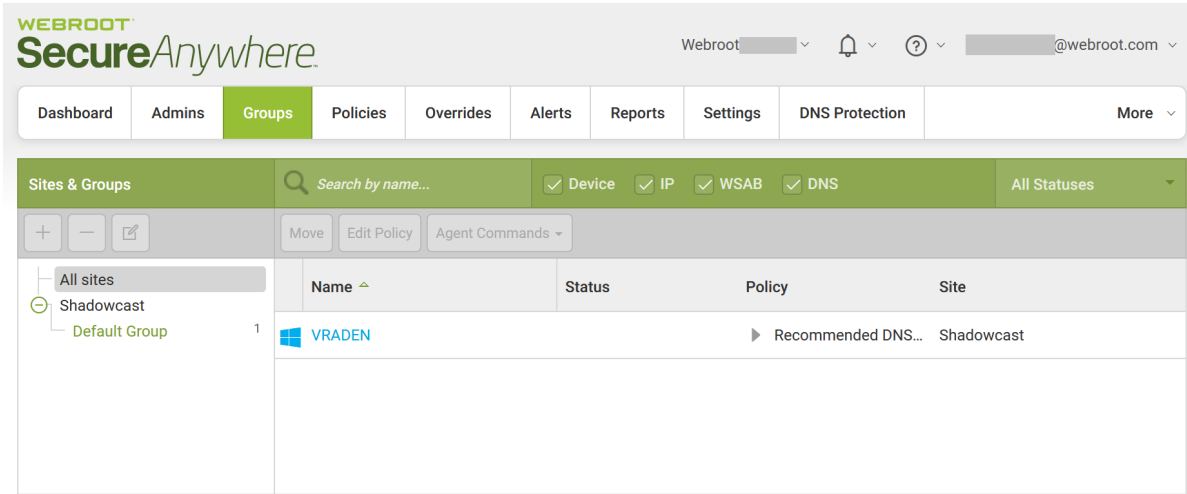 WEBROOT
SecureAnywhere
Webroot
@webroot.com
Dashboard Admins Groups Policies Overrides Alerts Reports Settings DNS Protection More
Sites & Groups Search by name... Device IP WSAB DNS All Statuses
Move Edit Policy Agent Commands
All sites
Shadowcast
Default Group 1
Name Status Policy Site
VRADEN Recommended DNS... Shadowcast